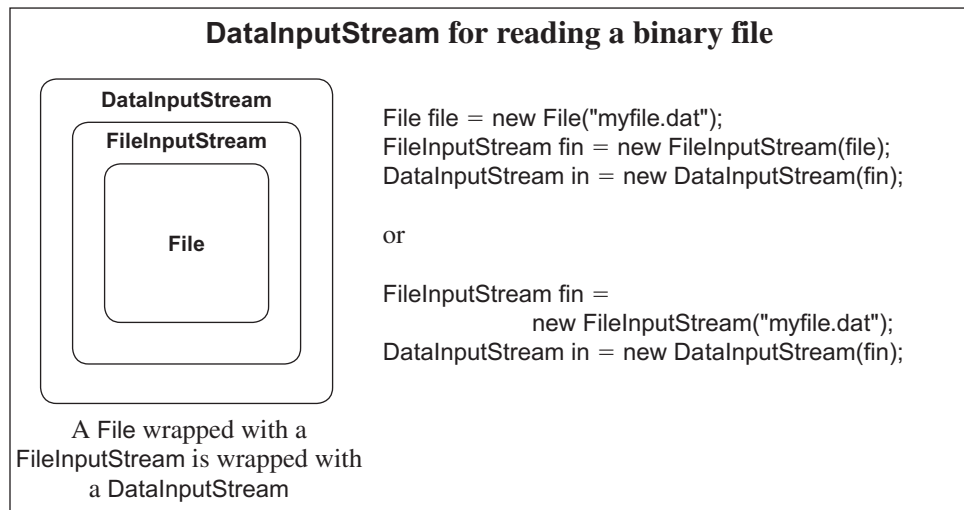 DataInputStream for reading a binary file
DataInputStream
FileInputStream
File
A File wrapped with a
FileInputStream is wrapped with
a DataInputStream
File file = new File("myfile.dat");
FileInputStream fin = new FileInputStream(file);
DataInputStream in = new DataInputStream(fin);
or
FileInputStream fin =
new FileInputStream("myfile.dat");
DataInputStream in = new DataInputStream(fin);